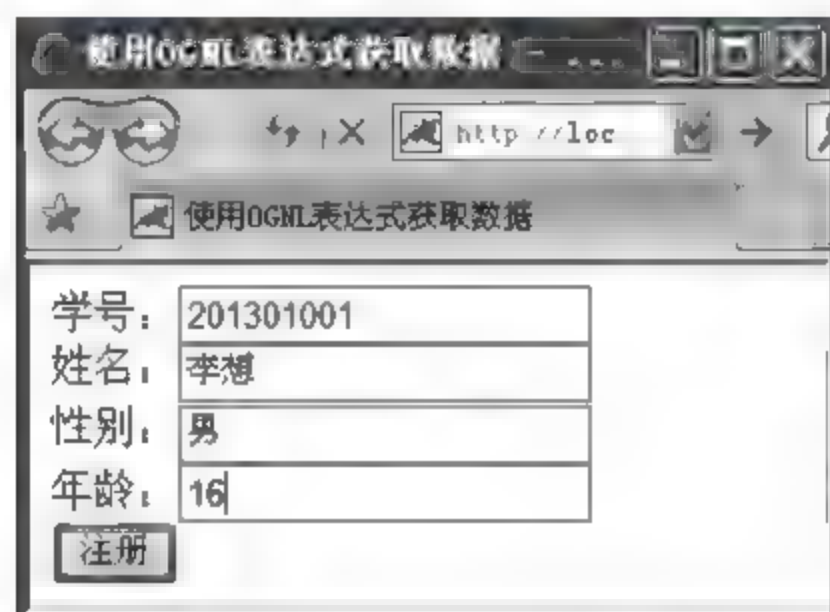 使用OGNL表达式获取数据
http //loc
使用OGNL表达式获取数据
学号： 201301001
姓名： 李想
性别： 男
年龄： 16
注册